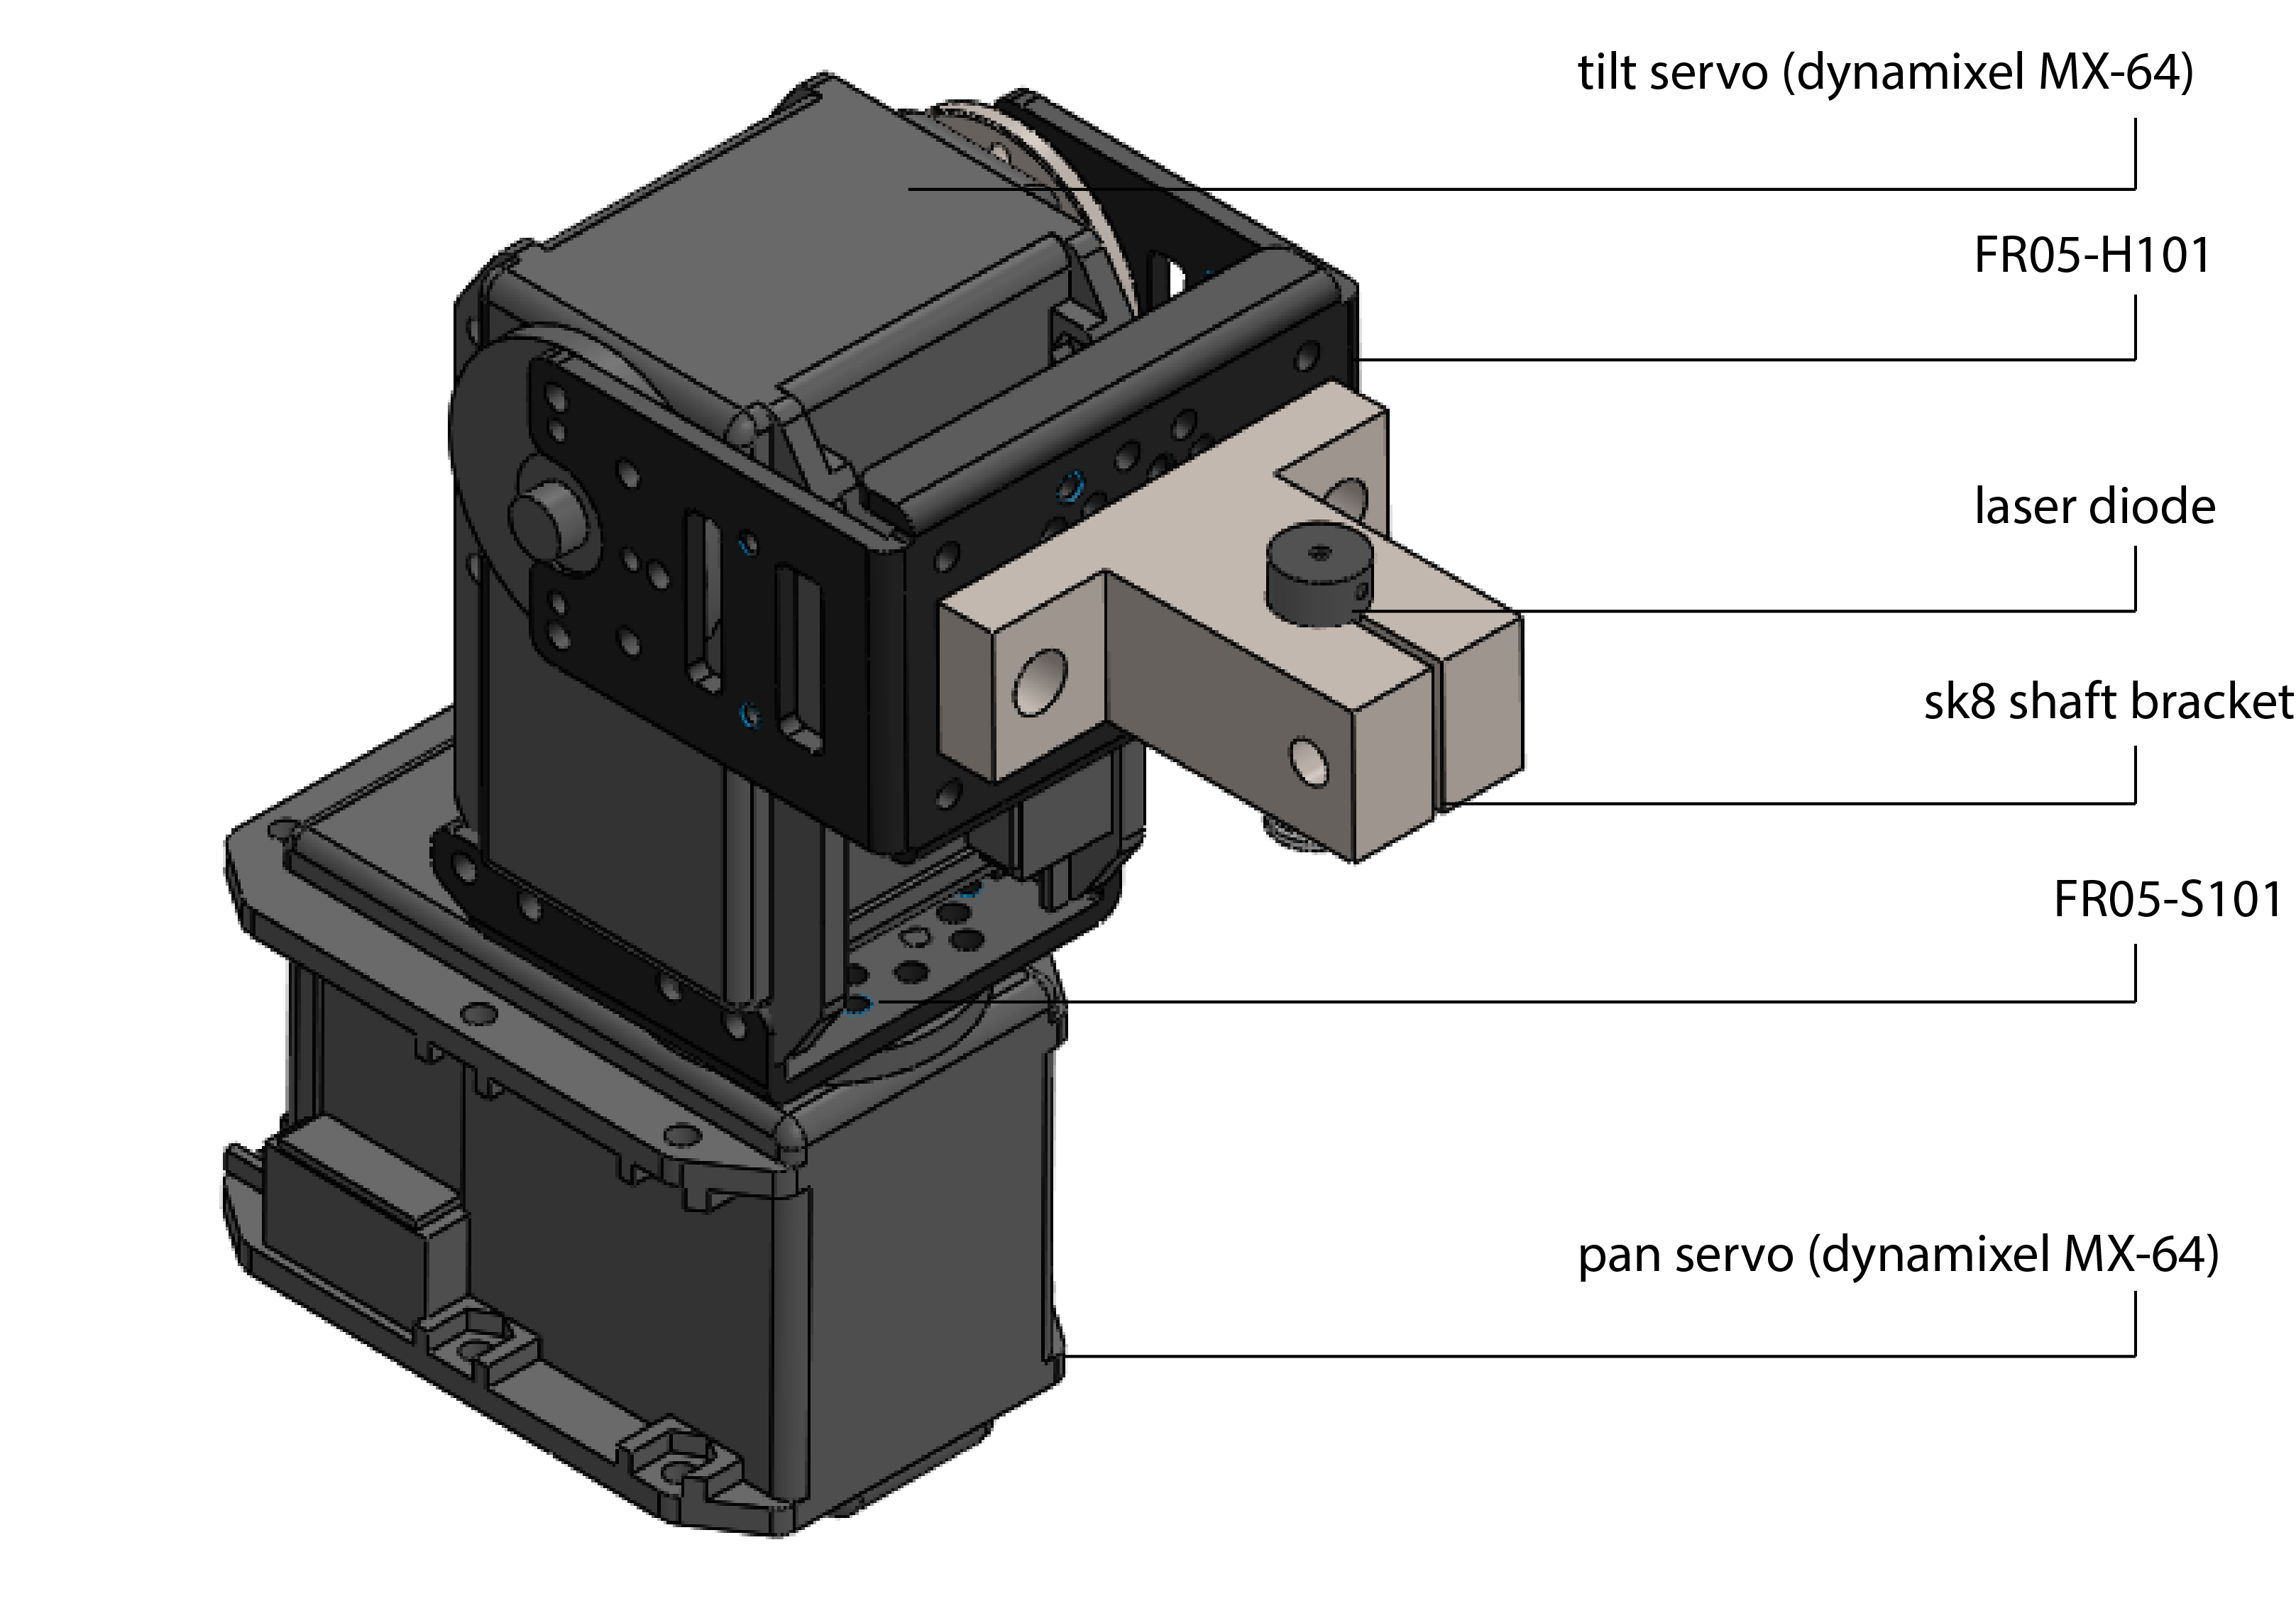 tilt servo (dynamixel MX-64)
FR05-H101
laser diode
sk8 shaft bracket
FR05-S101
pan servo (dynamixel MX-64)